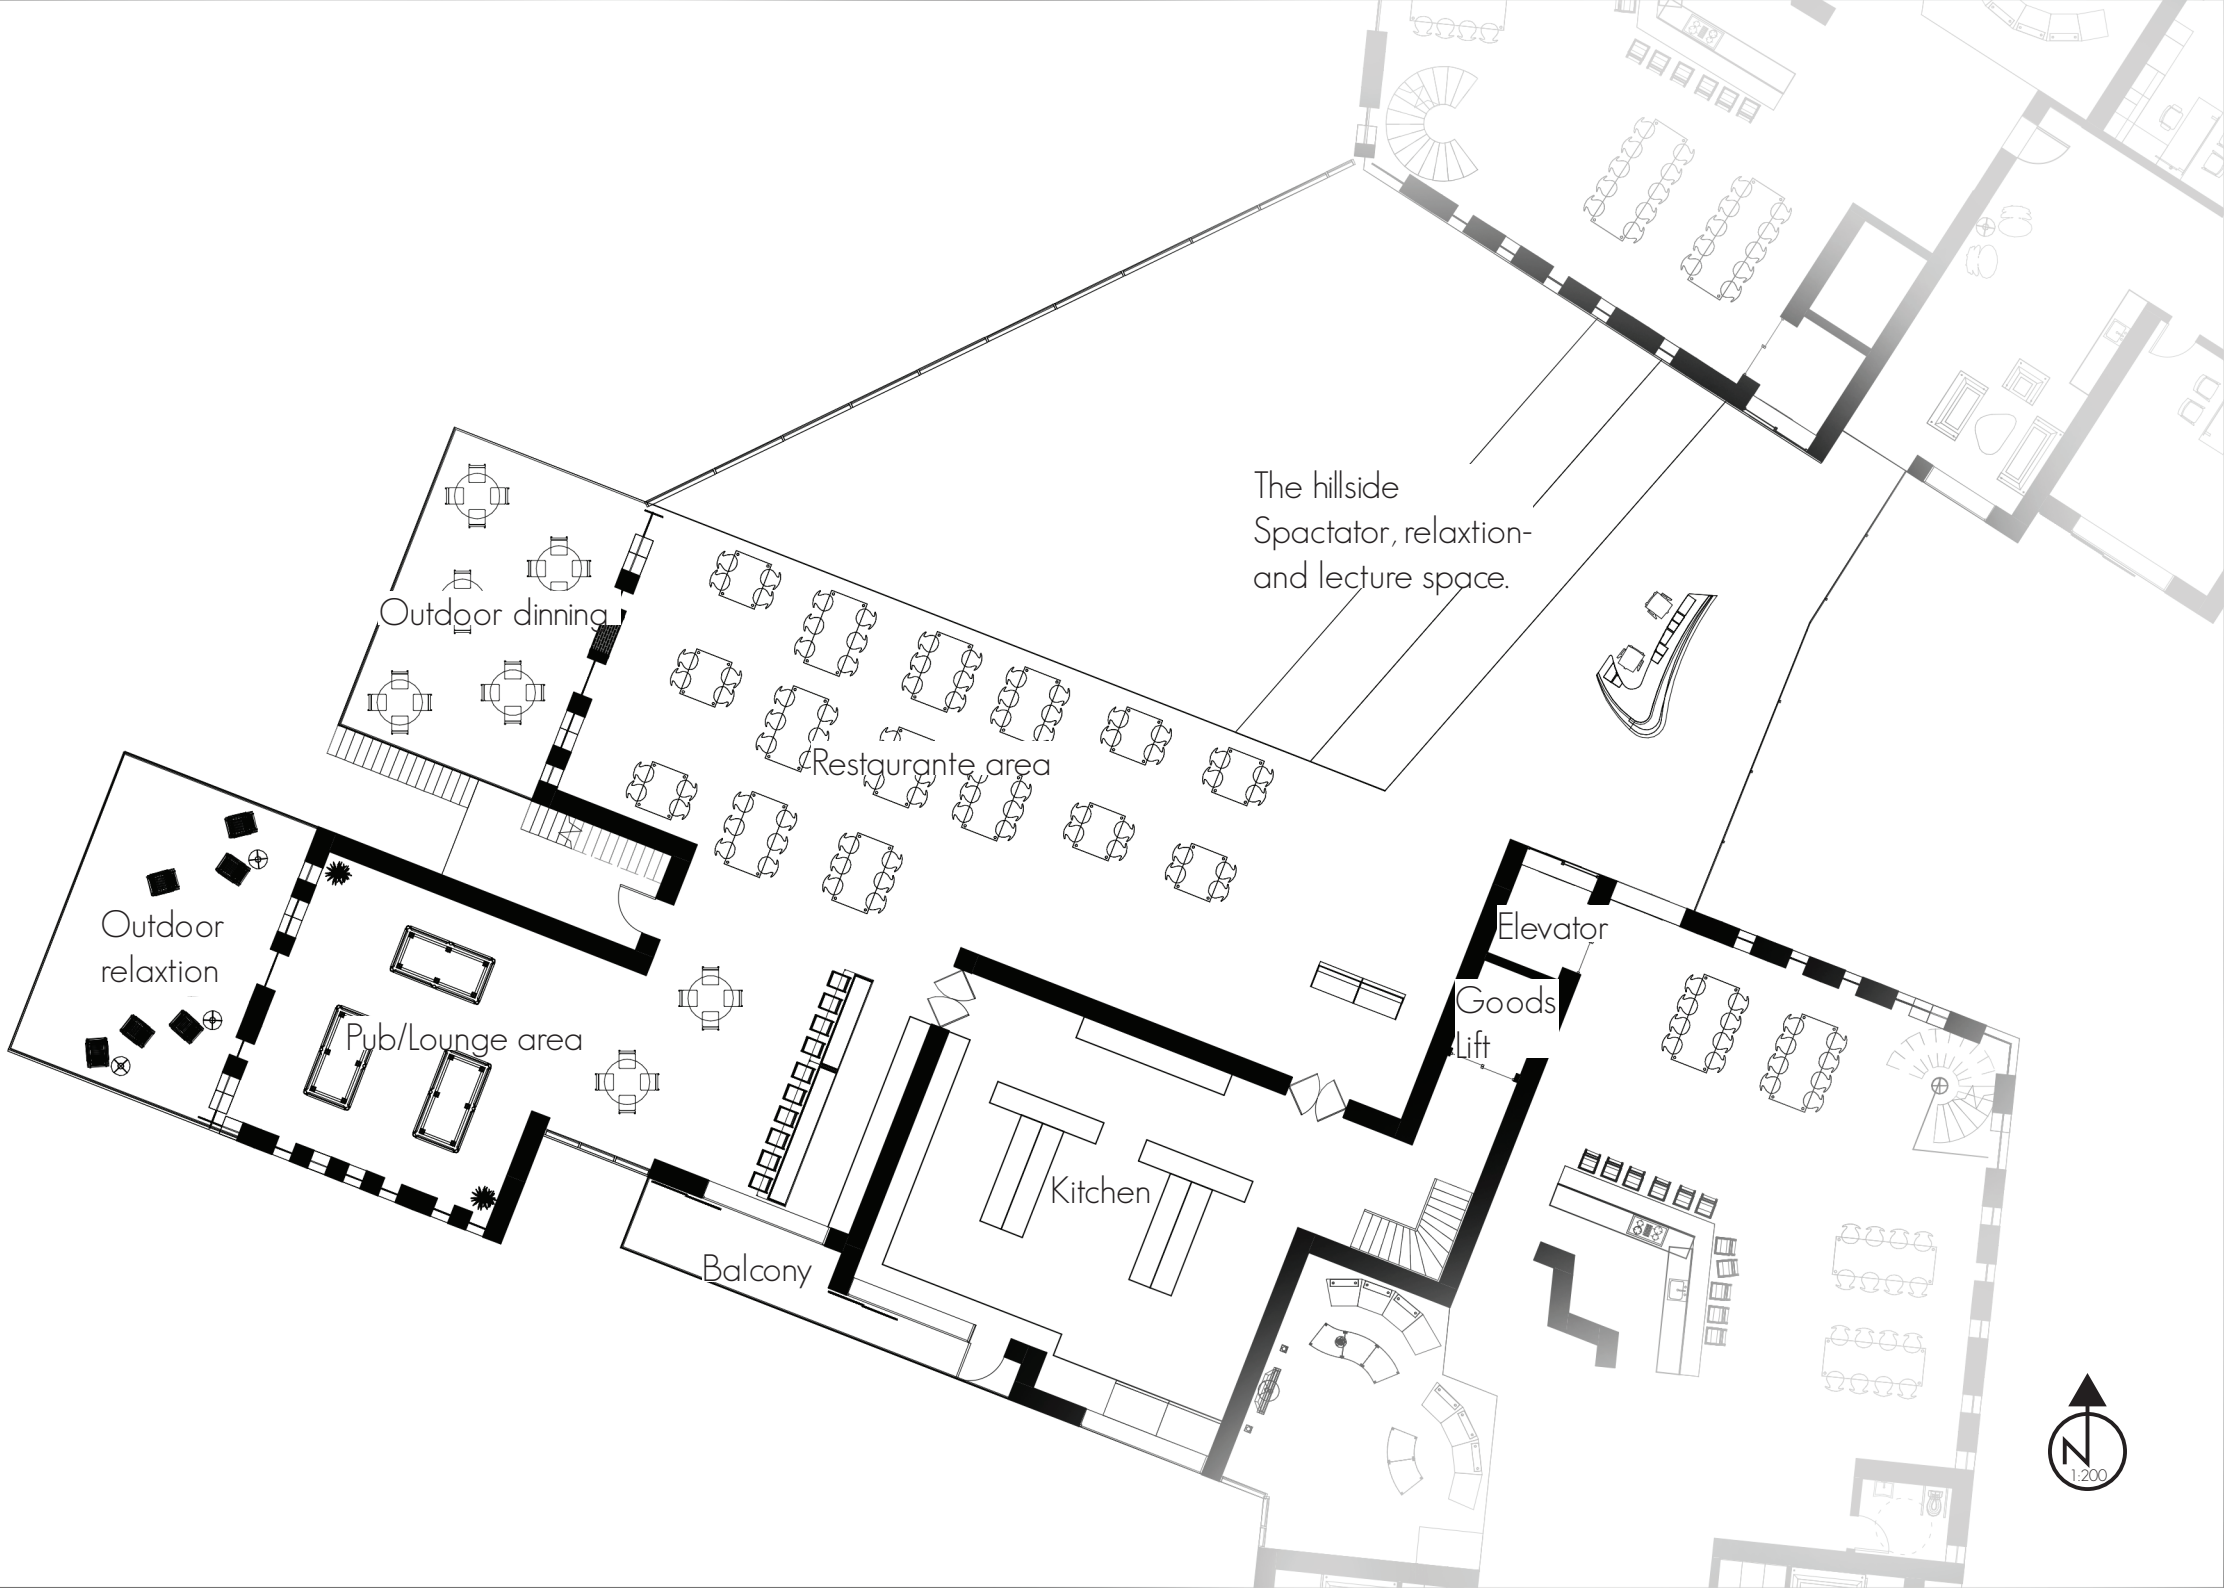 The hillside
Spactator, relaxtion-
and lecture space.
Outdoor dinning
Restaurante area
Outdoor
relaxtion
Elevator
Goods
Lift
Pub/Lounge area
Kitchen
Balcony
N
1:200